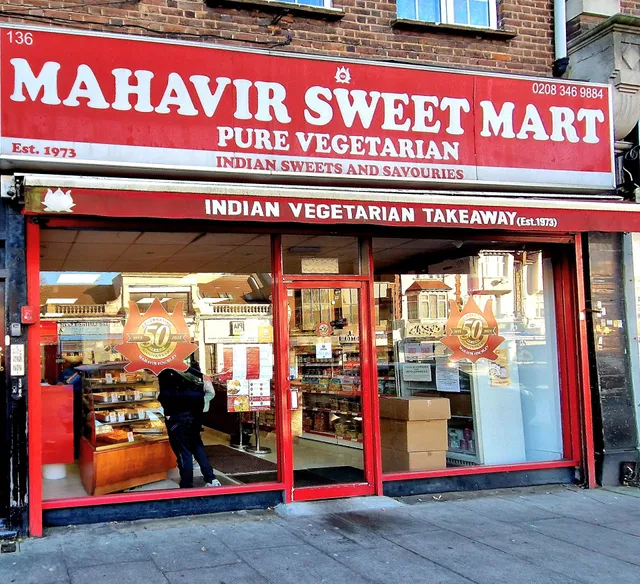 136
0208 346 9884
MAHAVIR SWEET MART
PURE VEGETARIAN
Est. 1973
INDIAN SWEETS AND SAVOURIES
INDIAN VEGETARIAN TAKEAWAY(Est.1973)
50
50